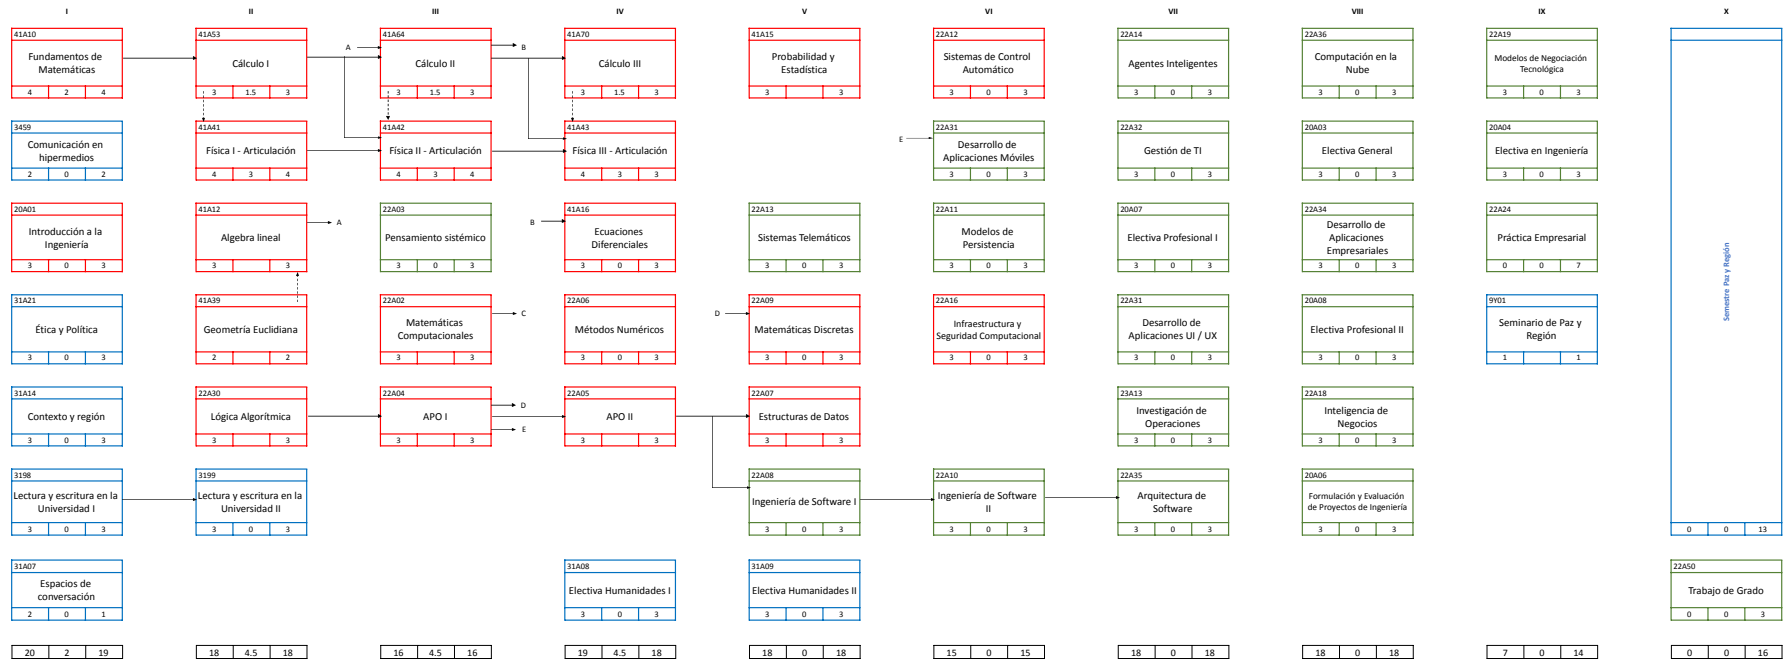 I
II
III
IV
V
VI
VII
VIII
IX
X
41A10
Fundamentos de
Matemáticas
4 2 4
3459
Comunicación en
hipermedios
2 0 2
20A01
Introducción a la
Ingeniería
3 0 3
31A21
Ética y Política
3 0 3
31A14
Contexto y región
3 0 3
3198
Lectura y escritura en la
Universidad I
3 0 3
31A07
Espacios de
conversación
2 0 1
20 2 19
41A53
Cálculo I
3 1.5 3
41A41
Física I - Articulación
4 3 4
41A12
Algebra lineal
3 3
A
41A39
Geometría Euclidiana
2 2
22A30
Lógica Algorítmica
3 3
3199
Lectura y escritura en la
Universidad II
3 0 3
18 4.5 18
A
41A64
Cálculo II
3 1.5 3
B
41A42
Física II - Articulación
4 3 4
22A03
Pensamiento sistémico
3 0 3
22A02
Matemáticas
Computacionales
3 3
C
22A04
APO I
3 3
D
E
16 4.5 16
41A70
Cálculo III
3 1.5 3
41A43
Física III - Articulación
4 3 3
B
41A16
Ecuaciones
Diferenciales
3 0 3
22A06
Métodos Numéricos
3 0 3
22A05
APO II
3 3
31A08
Electiva Humanidades I
3 0 3
19 4.5 18
41A15
Probabilidad y
Estadística
3 3
22A13
Sistemas Telemáticos
3 0 3
D
22A09
Matemáticas Discretas
3 0 3
22A07
Estructuras de Datos
3 3
22A08
Ingeniería de Software I
3 0 3
31A09
Electiva Humanidades II
3 0 3
18 0 18
22A12
Sistemas de Control
Automático
3 0 3
E
22A31
Desarrollo de
Aplicaciones Móviles
3 0 3
22A11
Modelos de
Persistencia
3 0 3
22A16
Infraestructura y
Seguridad Computacional
3 0 3
22A10
Ingeniería de Software
II
3 0 3
15 0 15
22A14
Agentes Inteligentes
3 0 3
22A32
Gestión de TI
3 0 3
20A07
Electiva Profesional I
3 0 3
22A31
Desarrollo de
Aplicaciones UI / UX
3 0 3
23A13
Investigación de
Operaciones
3 0 3
22A35
Arquitectura de
Software
3 0 3
18 0 18
22A36
Computación en la
Nube
3 0 3
20A03
Electiva General
3 0 3
22A34
Desarrollo de
Aplicaciones
Empresariales
3 0 3
20A08
Electiva Profesional II
3 0 3
22A18
Inteligencia de
Negocios
3 0 3
20A06
Formulación y Evaluación
de Proyectos de Ingeniería
3 0 3
18 0 18
22A19
Modelos de Negociación
Tecnológica
3 0 3
20A04
Electiva en Ingeniería
3 0 3
22A24
Práctica Empresarial
0 0 7
9Y01
Seminario de Paz y
Región
1 1
7 0 14
Semestre Paz y Región
0 0 13
22A50
Trabajo de Grado
0 0 3
0 0 16